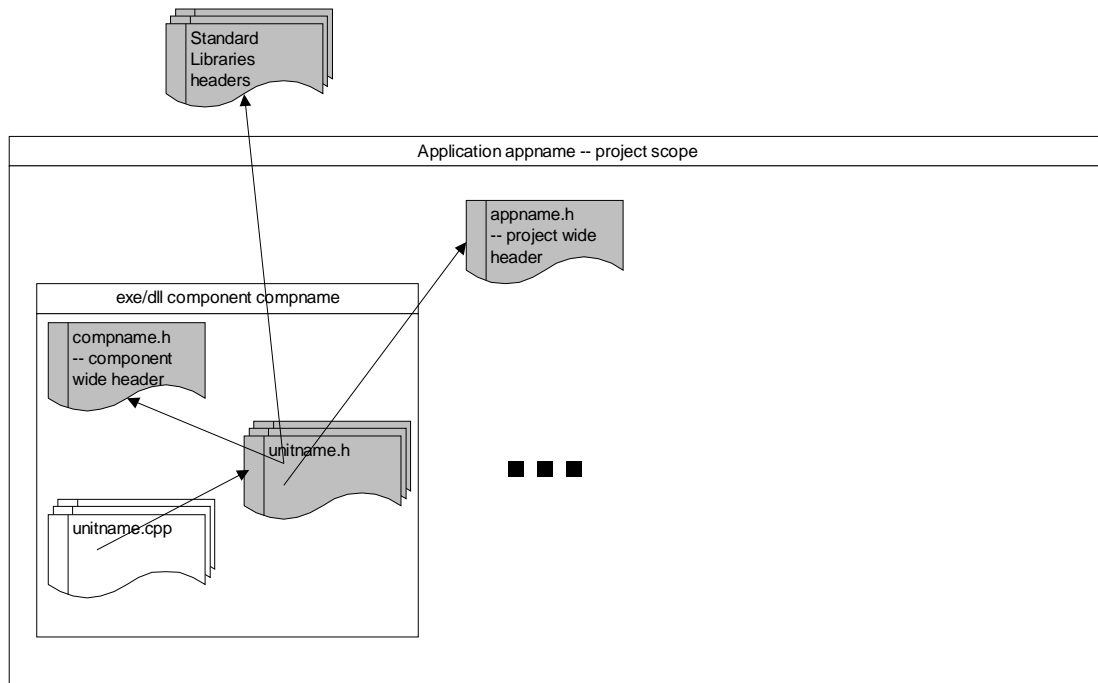 Standard
Libraries
headers
Application appname -- project scope
appname.h
-- project wide
header
exe/dll component compname
compname.h
-- component
wide header
unitname.h
unitname.cpp